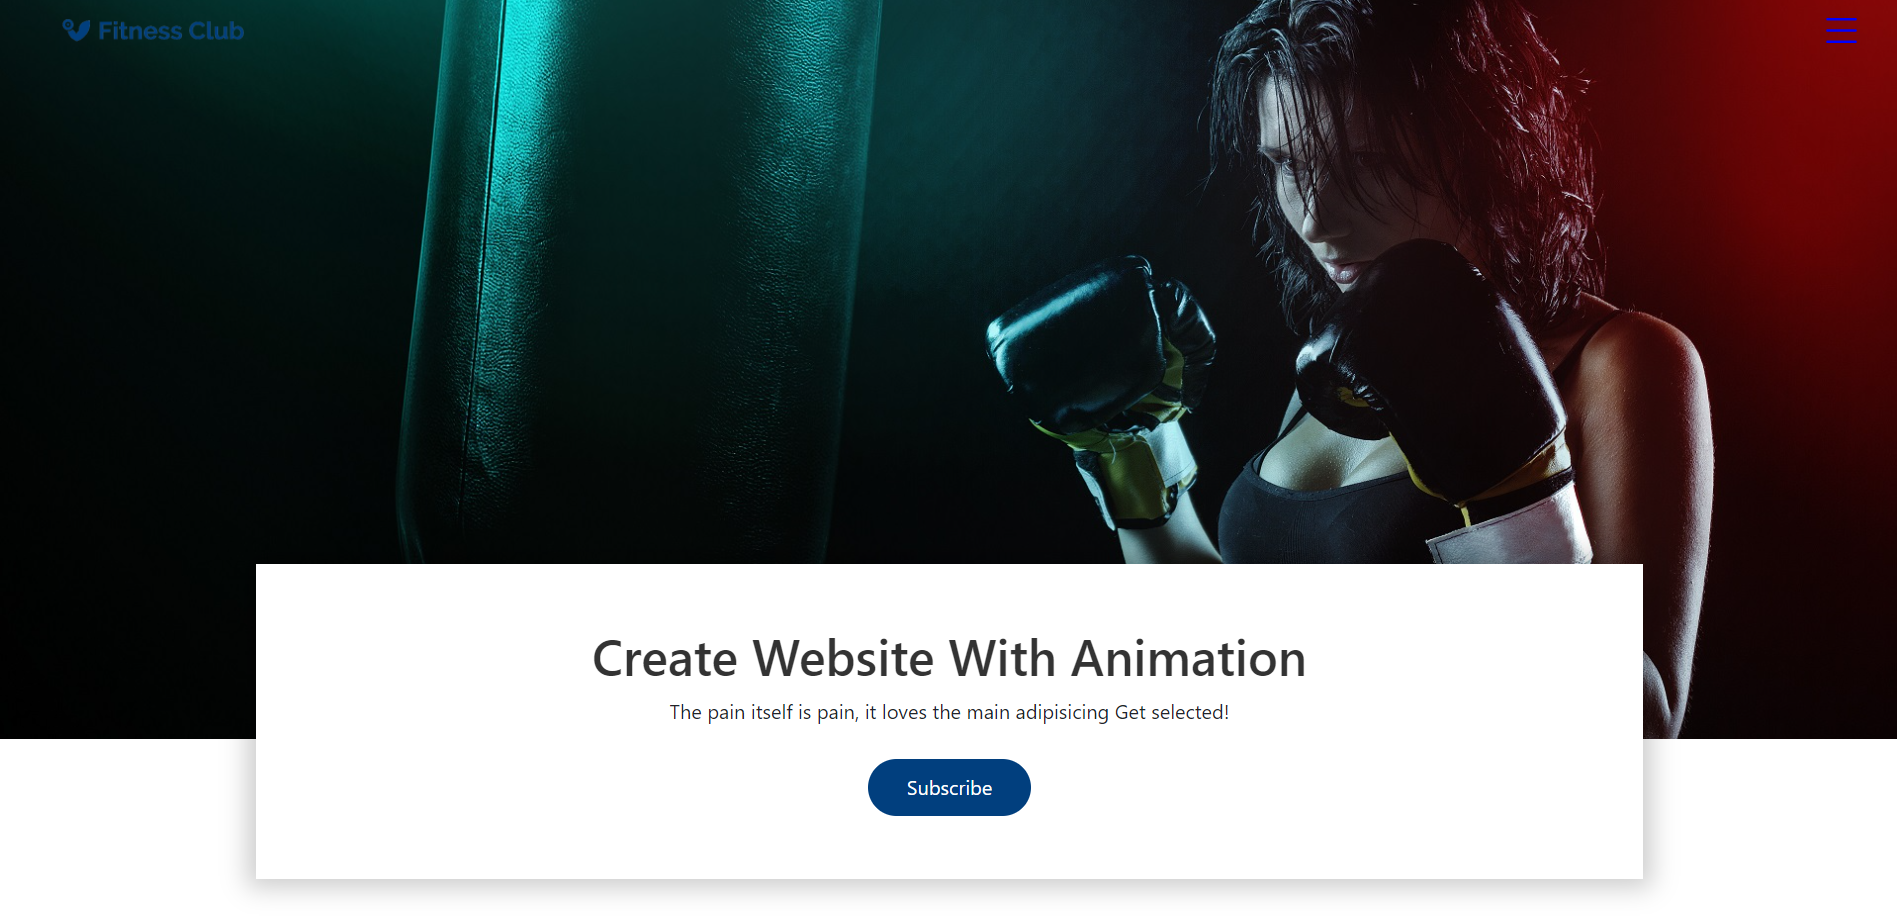 Fitness Club
Create Website With Animation
The pain itself is pain, it loves the main adipisicing Get selected!
Subscribe